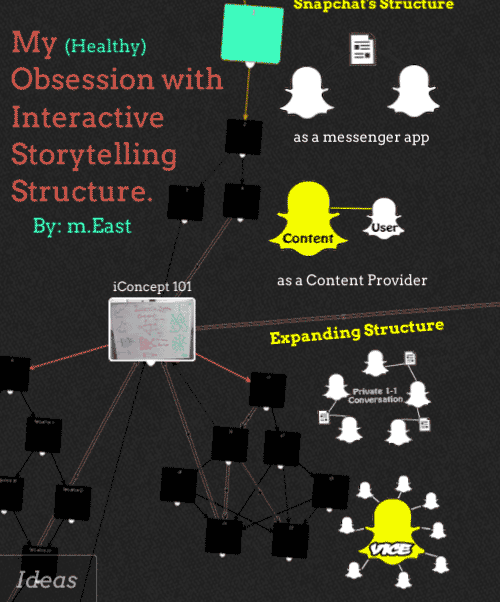 Snapchat's Structure
My (Healthy)
Obsession with
Interactive
Storytelling
Structure.
By: m.East
as a messenger app
Content
User
as a Content Provider
iConcept 101
Expanding Structure
Private 1-1
Conversation
VICE
Ideas